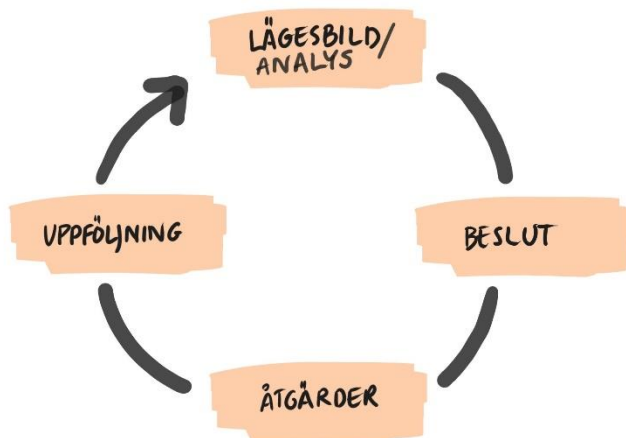 LÄGESBILD/
ANALYS
BESLUT
ÅTGÄRDER
UPPFÖLJNING